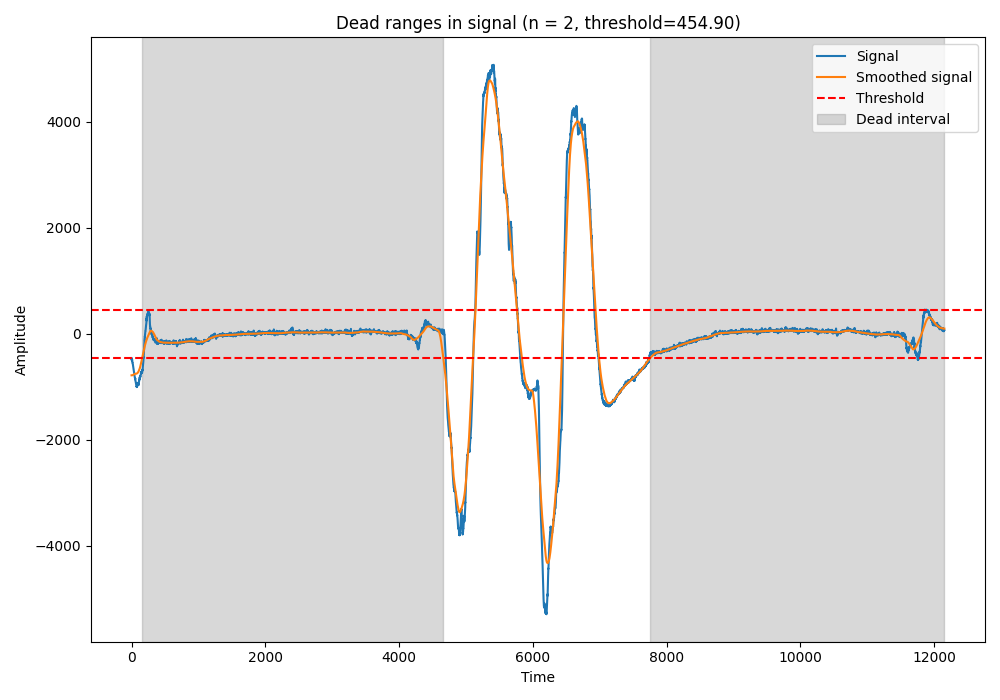 Dead ranges in signal (n = 2, threshold=454.90)
Signal
Smoothed signal
Threshold
Dead interval
Amplitude
4000
2000
0
−2000
−4000
0
2000
4000
6000
8000
10000
12000
Time